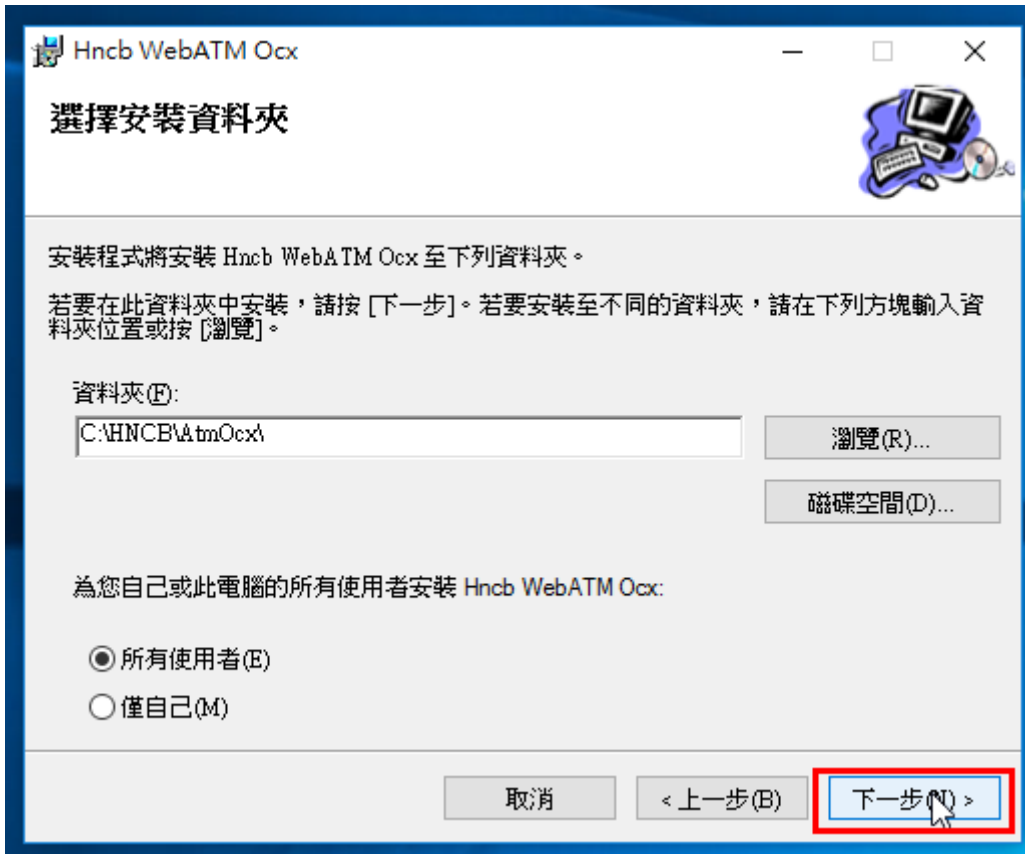 Hncb WebATM Ocx
選擇安裝資料夾
安裝程式將安裝 Hncb WebATM Ocx 至下列資料夾。
若要在此資料夾中安裝，請按 [下一步]。若要安裝至不同的資料夾，請在下列方塊輸入資
料夾位置或按 [瀏覽]。
資料夾(F):
C:\HNCB\AtmOcx\
瀏覽(R)...
磁碟空間(D)...
為您自己或此電腦的所有使用者安裝 Hncb WebATM Ocx:
所有使用者(E)
僅自己(M)
取消
< 上一步(B)
下一步(N) >